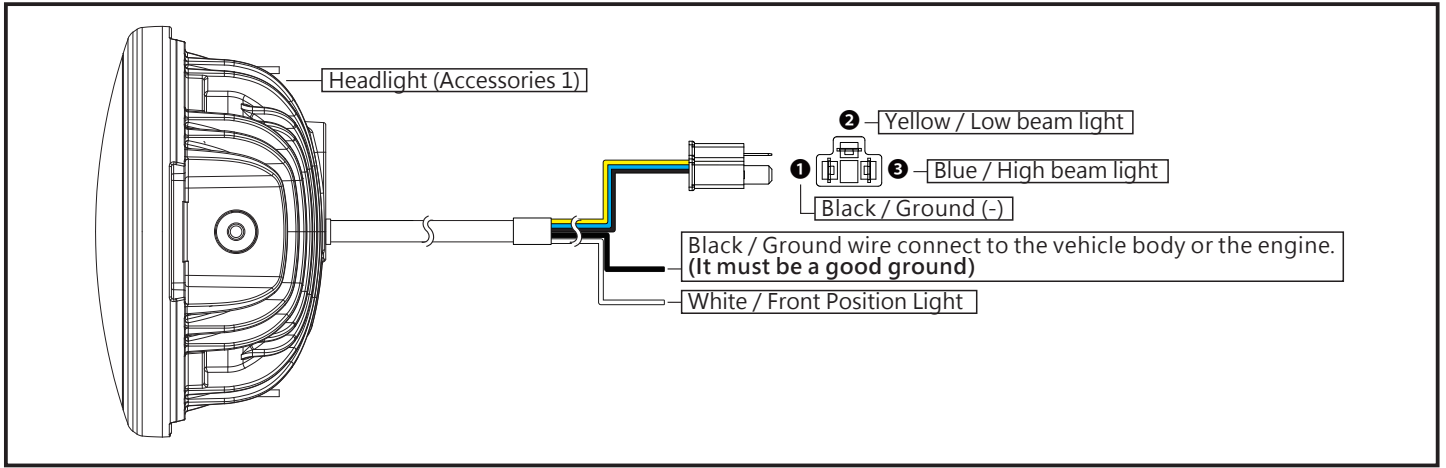 Headlight (Accessories 1)
❷ Yellow / Low beam light
❶ ❸ Blue / High beam light
Black / Ground (-)
Black / Ground wire connect to the vehicle body or the engine.
(It must be a good ground)
White / Front Position Light